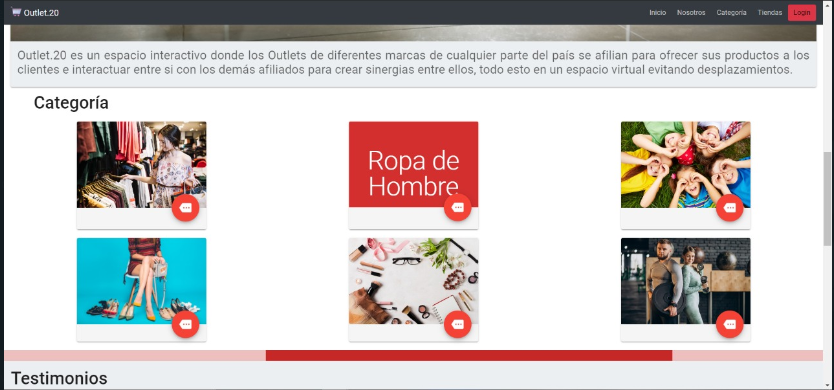 Outlet.20
Inicio Nosotros Categoría Tiendas Login
Outlet.20 es un espacio interactivo donde los Outlets de diferentes marcas de cualquier parte del país se afilian para ofrecer sus productos a los
clientes e interactuar entre si con los demás afiliados para crear sinergias entre ellos, todo esto en un espacio virtual evitando desplazamientos.
Categoría
Ropa de
Hombre
Testimonios